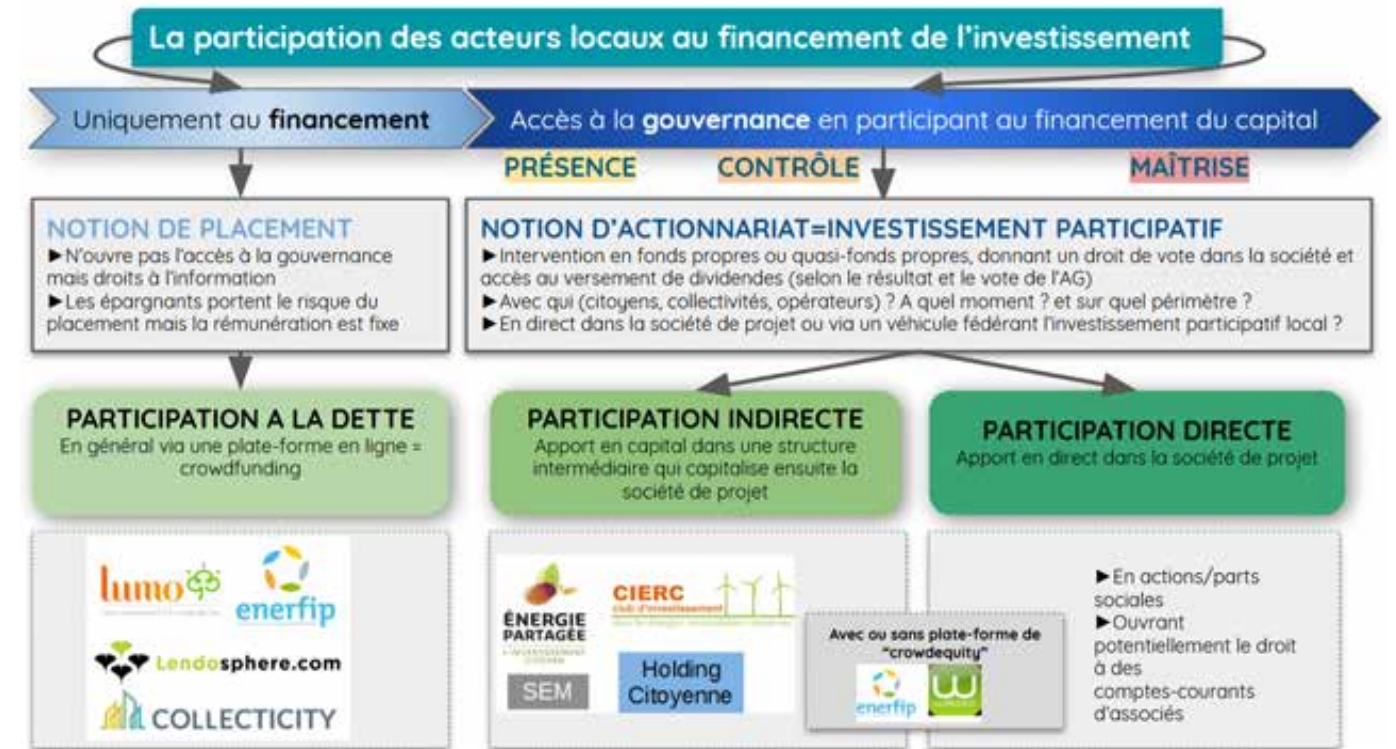 La participation des acteurs locaux au financement de l'investissement
Uniquement au financement
Accès à la gouvernance en participant au financement du capital
PRÉSENCE
CONTRÔLE
MAÎTRISE
NOTION DE PLACEMENT
►N'ouvre pas l'accès à la gouvernance
mais droits à l'information
►Les épargnants portent le risque du
placement mais la rémunération est fixe
NOTION D'ACTIONNARIAT=INVESTISSEMENT PARTICIPATIF
►Intervention en fonds propres ou quasi-fonds propres, donnant un droit de vote dans la société et
accès au versement de dividendes (selon le résultat et le vote de l'AG)
►Avec qui (citoyens, collectivités, opérateurs) ? A quel moment ? et sur quel périmètre ?
►En direct dans la société de projet ou via un véhicule fédérant l'investissement participatif local ?
PARTICIPATION A LA DETTE
En général via une plate-forme en ligne =
crowdfunding
PARTICIPATION INDIRECTE
Apport en capital dans une structure
intermédiaire qui capitalise ensuite la
société de projet
PARTICIPATION DIRECTE
Apport en direct dans la société de projet
lumo
enerfip
Lendosphere.com
COLLECTICITY
ÉNERGIE
PARTAGÉE
SEM
CIERC
club d'investissement
Holding
Citoyenne
Avec ou sans plate-forme de
"crowdequity"
enerfip
►En actions/parts
sociales
►Ouvrant
potentiellement le droit
à des
comptes-courants
d'associés